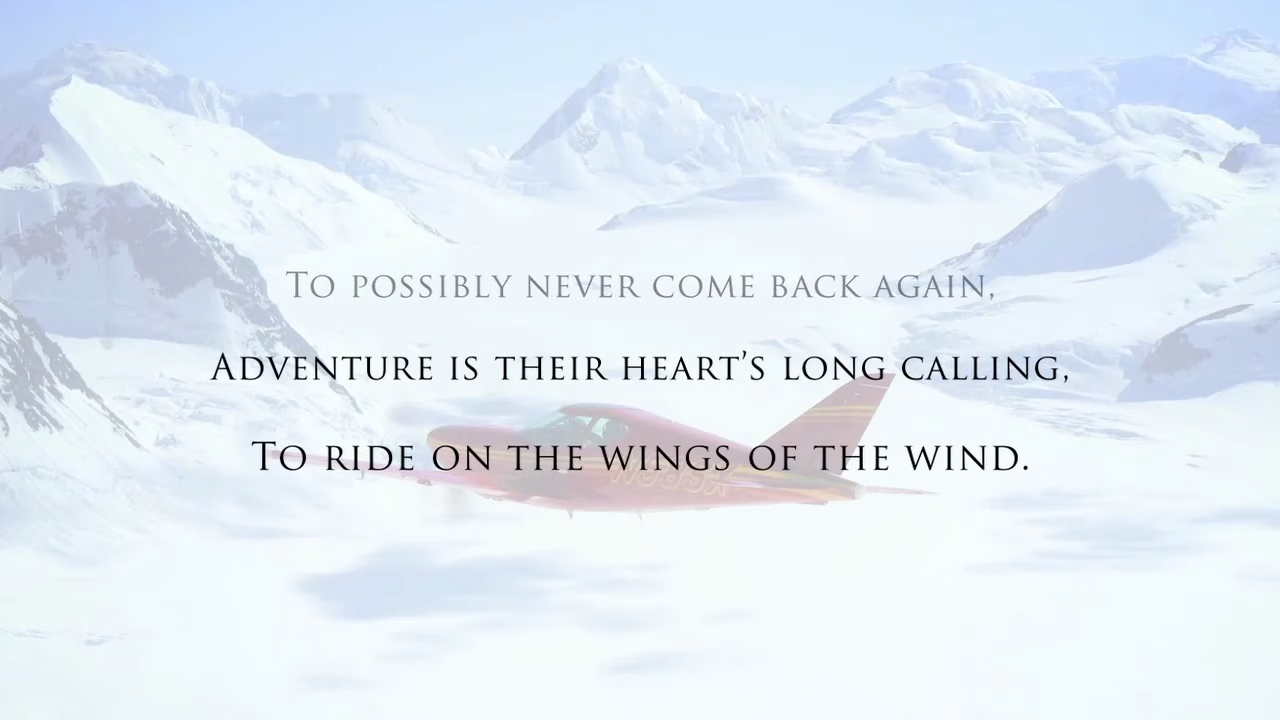 To possibly never come back again,
Adventure is their heart's long calling,
To ride on the wings of the wind.